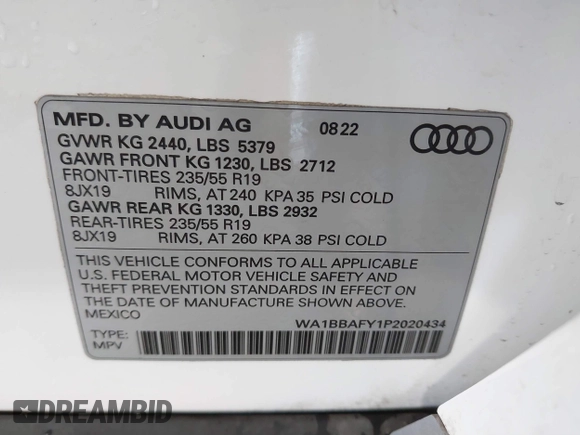 MFD. BY AUDI AG 08 22
GVWR KG 2440, LBS 5379
GAWR FRONT KG 1230, LBS 2712
FRONT-TIRES 235/55 R19
8JX19 RIMS, AT 240 KPA 35 PSI COLD
GAWR REAR KG 1330, LBS 2932
REAR-TIRES 235/55 R19
8JX19 RIMS, AT 260 KPA 38 PSI COLD
THIS VEHICLE CONFORMS TO ALL APPLICABLE
U.S. FEDERAL MOTOR VEHICLE SAFETY AND
THEFT PREVENTION STANDARDS IN EFFECT ON
THE DATE OF MANUFACTURE SHOWN ABOVE.
MEXICO
WA1BBAFY1P2020434
TYPE:
MPV
DREAMBID